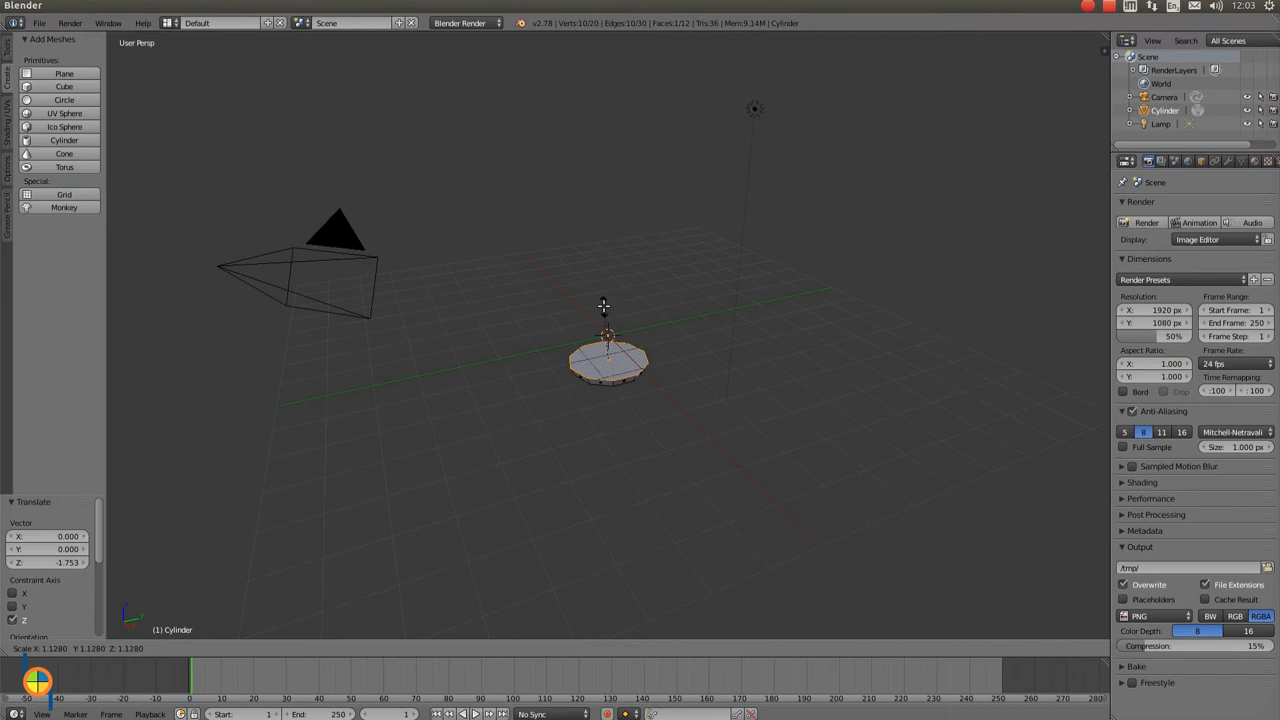 Blender
En
12:03
File Render Window Help
Default
Scene
Blender Render
v2.78 | Verts:10/20 | Edges:10/30 | Faces:1/12 | Tris:36 | Mem:9.14M | Cylinder
Tools
Create
Shading / UVs
Options
Grease Pencil
Add Meshes
Primitives:
Plane
Cube
Circle
UV Sphere
Ico Sphere
Cylinder
Cone
Torus
Special:
Grid
Monkey
User Persp
View Search All Scenes
Scene
RenderLayers
World
Camera
Cylinder
Lamp
Scene
Render
Render Animation Audio
Display: Image Editor
Dimensions
Render Presets
Resolution: Frame Range:
X: 1920 px Start Frame: 1
Y: 1080 px End Frame: 250
50% Frame Step: 1
Aspect Ratio: Frame Rate:
X: 1.000 24 fps
Y: 1.000 Time Remapping:
Bord Crop :100 : 100
Anti-Aliasing
5 8 11 16 Mitchell-Netravali
Full Sample Size: 1.000 px
Sampled Motion Blur
Shading
Performance
Post Processing
Metadata
Output
/tmp/
Overwrite File Extensions
Placeholders Cache Result
PNG BW RGB RGBA
Color Depth: 8 16
Compression: 15%
Bake
Freestyle
Translate
Vector
X: 0.000
Y: 0.000
Z: -1.753
Constraint Axis
X
Y
Z
Orientation
(1) Cylinder
Scale X: 1.1280 Y: 1.1280 Z: 1.1280
-50 -40 -30 -20 -10 0 10 20 30 40 50 60 70 80 90 100 110 120 130 140 150 160 170 180 190 200 210 220 230 240 250 260 270 280
View Marker Frame Playback Start: 1 End: 250 1 No Sync